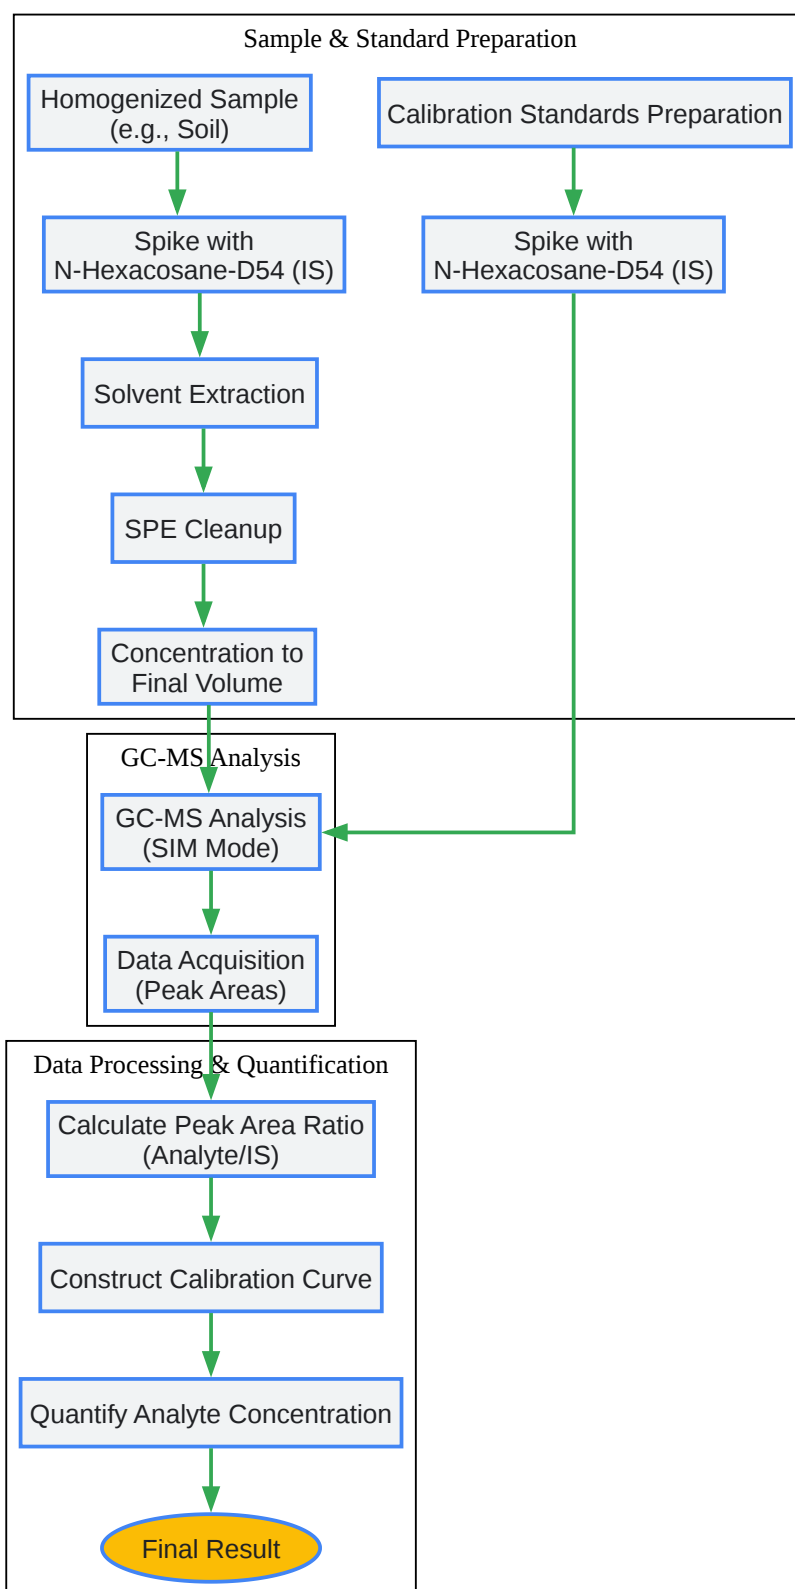 Sample & Standard Preparation
Homogenized Sample
(e.g., Soil)
Calibration Standards Preparation
Spike with
N-Hexacosane-D54 (IS)
Spike with
N-Hexacosane-D54 (IS)
Solvent Extraction
SPE Cleanup
Concentration to
Final Volume
GC-MS Analysis
GC-MS Analysis
(SIM Mode)
Data Acquisition
(Peak Areas)
Data Processing & Quantification
Calculate Peak Area Ratio
(Analyte/IS)
Construct Calibration Curve
Quantify Analyte Concentration
Final Result